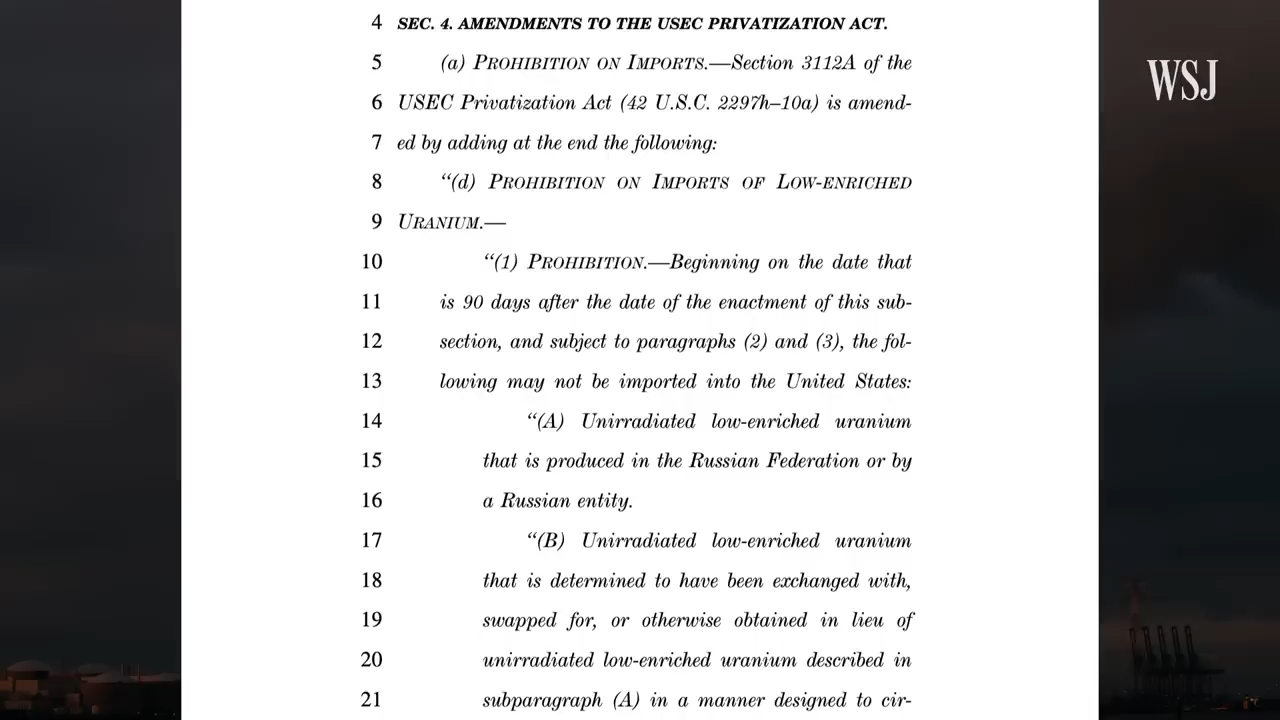 4 SEC. 4. AMENDMENTS TO THE USEC PRIVATIZATION ACT.
WSJ
5 (a) PROHIBITION ON IMPORTS.—Section 3112A of the
6 USEC Privatization Act (42 U.S.C. 2297h–10a) is amend-
7 ed by adding at the end the following:
8 “(d) PROHIBITION ON IMPORTS OF LOW-ENRICHED
9 URANIUM.—
10 “(1) PROHIBITION.—Beginning on the date that
11 is 90 days after the date of the enactment of this sub-
12 section, and subject to paragraphs (2) and (3), the fol-
13 lowing may not be imported into the United States:
14 “(A) Unirradiated low-enriched uranium
15 that is produced in the Russian Federation or by
16 a Russian entity.
17 “(B) Unirradiated low-enriched uranium
18 that is determined to have been exchanged with,
19 swapped for, or otherwise obtained in lieu of
20 unirradiated low-enriched uranium described in
21 subparagraph (A) in a manner designed to cir-